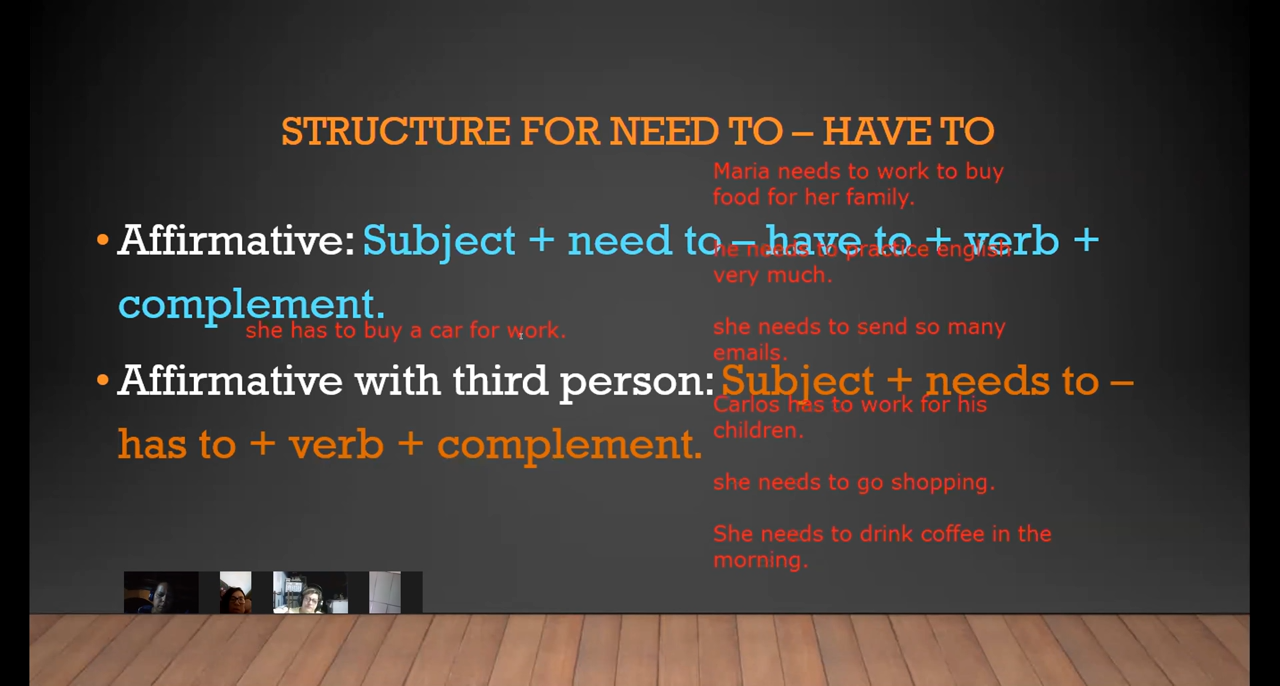 STRUCTURE FOR NEED TO – HAVE TO
Maria needs to work to buy
food for her family.
• Affirmative: Subject + need to – have to + verb +
complement.
he needs to practice english
very much.
she has to buy a car for work.
she needs to send so many
emails.
• Affirmative with third person: Subject + needs to –
has to + verb + complement.
Carlos has to work for his
children.
she needs to go shopping.
She needs to drink coffee in the
morning.